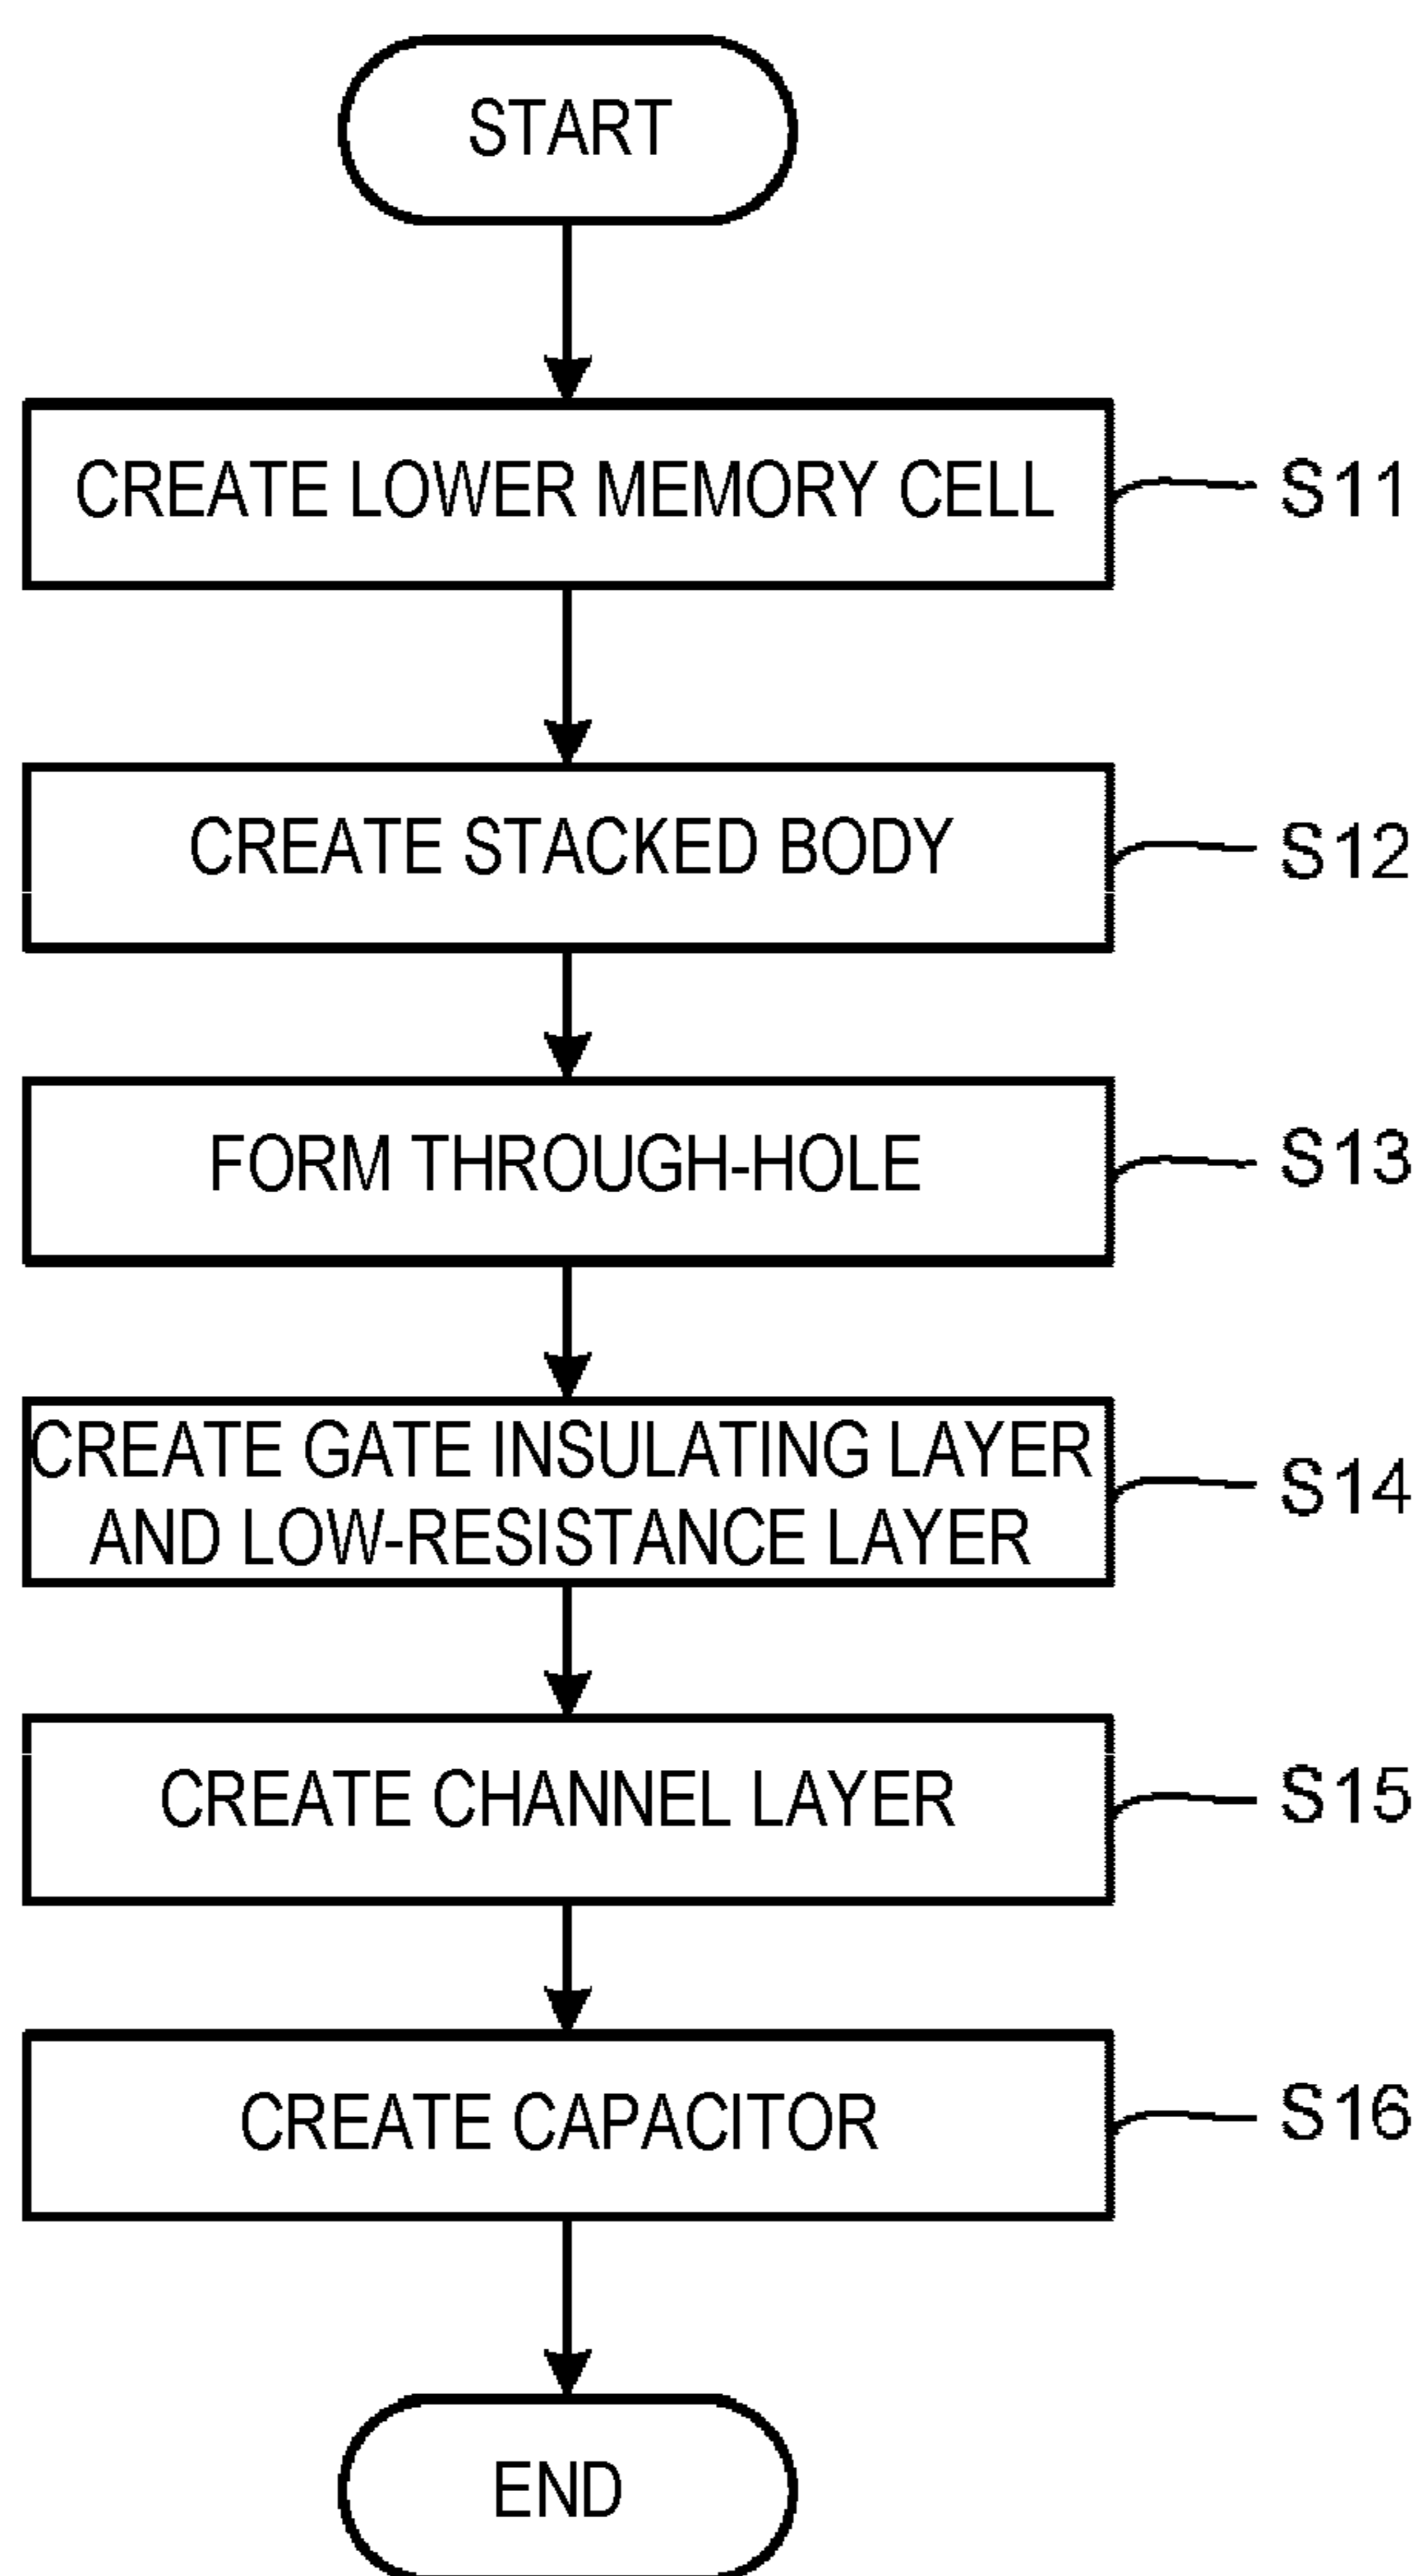 START
CREATE LOWER MEMORY CELL
S11
CREATE STACKED BODY
S12
FORM THROUGH-HOLE
S13
CREATE GATE INSULATING LAYER
AND LOW-RESISTANCE LAYER
S14
CREATE CHANNEL LAYER
S15
CREATE CAPACITOR
S16
END